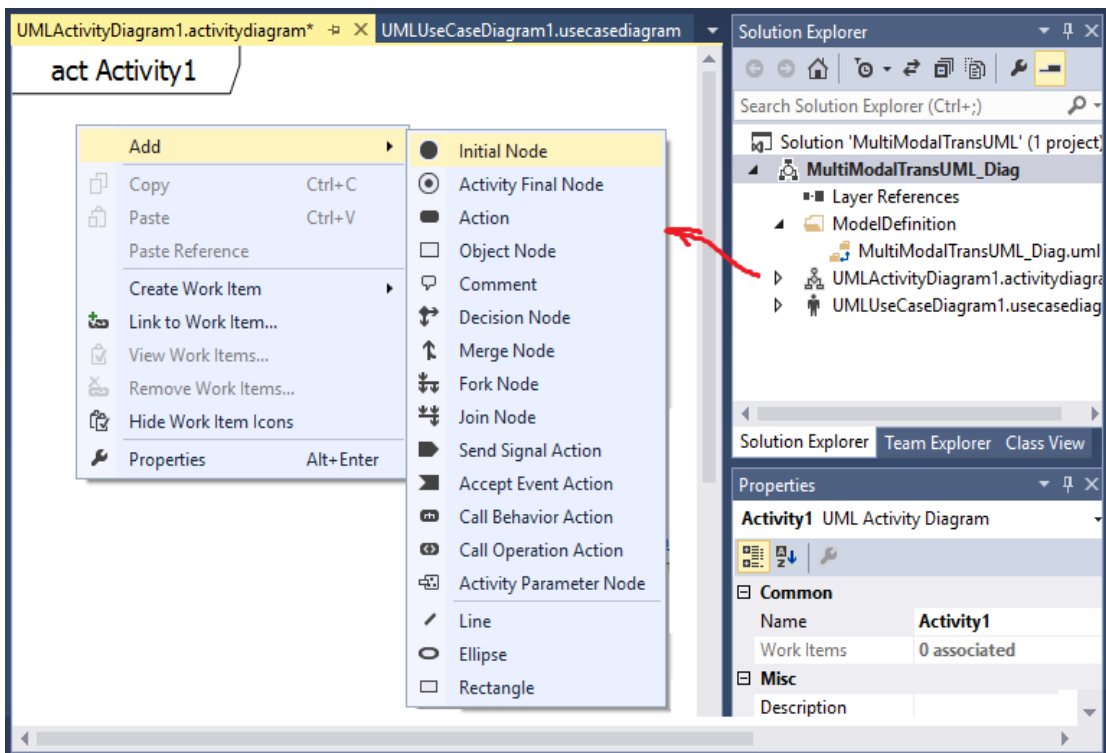 UMLActivityDiagram1.activitydiagram*
UMLUseCaseDiagram1.usecasediagram
act Activity1
Add
Copy Ctrl+C
Paste Ctrl+V
Paste Reference
Create Work Item
Link to Work Item...
View Work Items...
Remove Work Items...
Hide Work Item Icons
Properties Alt+Enter
Initial Node
Activity Final Node
Action
Object Node
Comment
Decision Node
Merge Node
Fork Node
Join Node
Send Signal Action
Accept Event Action
Call Behavior Action
Call Operation Action
Activity Parameter Node
Line
Ellipse
Rectangle
Solution Explorer
Search Solution Explorer (Ctrl+;)
Solution 'MultiModalTransUML' (1 project)
MultiModalTransUML_Diag
Layer References
ModelDefinition
MultiModalTransUML_Diag.uml
UMLActivityDiagram1.activitydiagra
UMLUseCaseDiagram1.usecasediag
Solution Explorer Team Explorer Class View
Properties
Activity1 UML Activity Diagram
Common
Name Activity1
Work Items 0 associated
Misc
Description